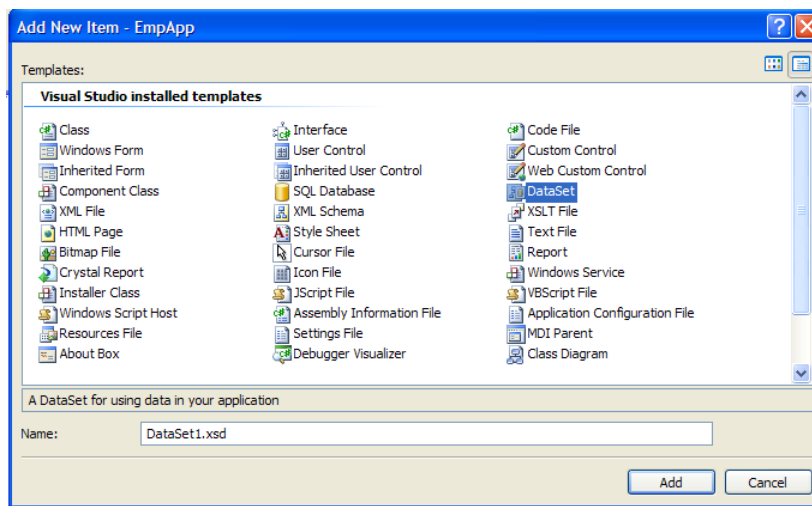 Add New Item - EmpApp
Templates:
Visual Studio installed templates
Class Interface Code File
Windows Form User Control Custom Control
Inherited Form Inherited User Control Web Custom Control
Component Class SQL Database DataSet
XML File XML Schema XSLT File
HTML Page Style Sheet Text File
Bitmap File Cursor File Report
Crystal Report Icon File Windows Service
Installer Class JScript File VBScript File
Windows Script Host Assembly Information File Application Configuration File
Resources File Settings File MDI Parent
About Box Debugger Visualizer Class Diagram
A DataSet for using data in your application
Name: DataSet1.xsd
Add Cancel